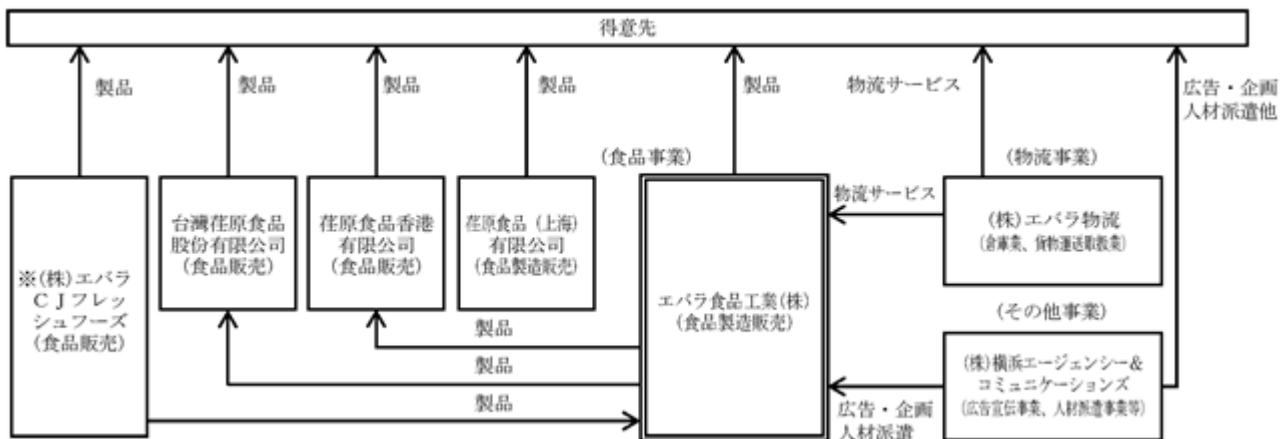 得意先
製品
製品
製品
製品
製品
物流サービス
広告・企画
人材派遣他
(食品事業)
(物流事業)
※(株)エバラ
ＣＪフレッ
シュフーズ
(食品販売)
台灣荏原食品
股份有限公司
(食品販売)
荏原食品香港
有限公司
(食品販売)
荏原食品（上海）
有限公司
(食品製造販売)
エバラ食品工業(株)
(食品製造販売)
物流サービス
(株)エバラ物流
(倉庫業、貨物運送取扱業)
(その他事業)
(株)横浜エージェンシー&
コミュニケーションズ
(広告宣伝事業、人材派遣事業等)
製品
製品
製品
広告・企画
人材派遣